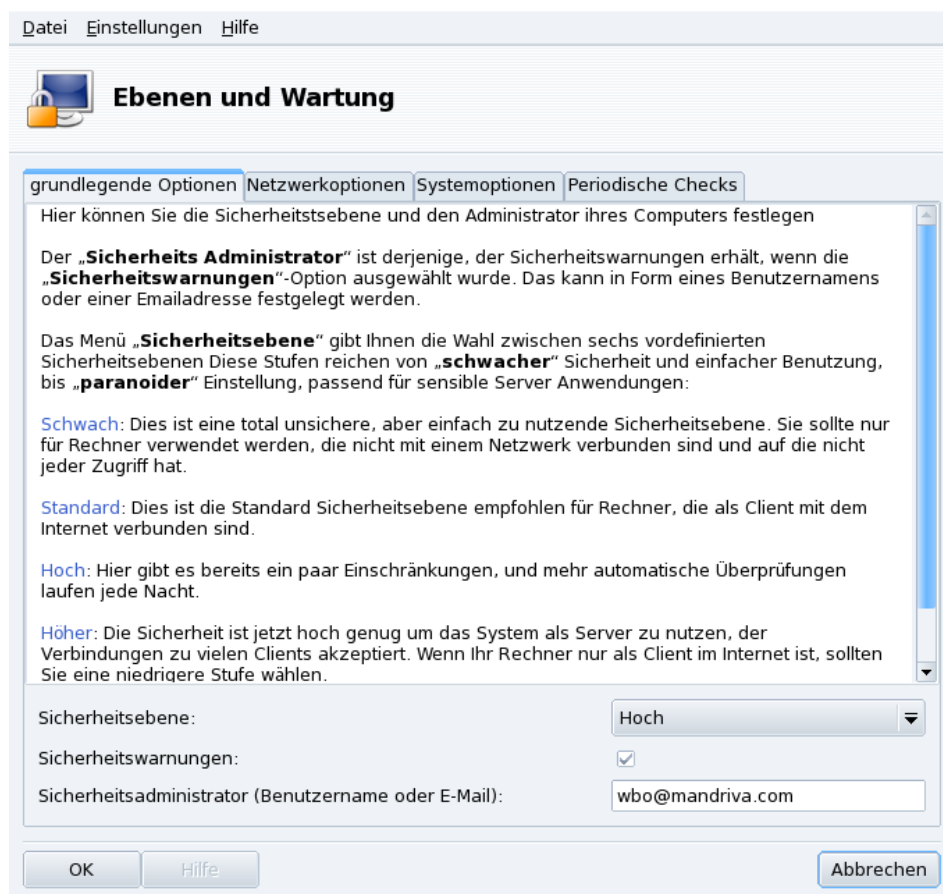 Datei Einstellungen Hilfe
Ebenen und Wartung
grundlegende Optionen Netzwerkoptionen Systemoptionen Periodische Checks
Hier können Sie die Sicherheitstsebene und den Administrator ihres Computers festlegen
Der „Sicherheits Administrator“ ist derjenige, der Sicherheitswarnungen erhält, wenn die
„Sicherheitswarnungen“-Option ausgewählt wurde. Das kann in Form eines Benutzernamens
oder einer Emailadresse festgelegt werden.
Das Menü „Sicherheitsebene“ gibt Ihnen die Wahl zwischen sechs vordefinierten
Sicherheitsebenen Diese Stufen reichen von „schwacher“ Sicherheit und einfacher Benutzung,
bis „paranoider“ Einstellung, passend für sensible Server Anwendungen:
Schwach: Dies ist eine total unsichere, aber einfach zu nutzende Sicherheitsebene. Sie sollte nur
für Rechner verwendet werden, die nicht mit einem Netzwerk verbunden sind und auf die nicht
jeder Zugriff hat.
Standard: Dies ist die Standard Sicherheitsebene empfohlen für Rechner, die als Client mit dem
Internet verbunden sind.
Hoch: Hier gibt es bereits ein paar Einschränkungen, und mehr automatische Überprüfungen
laufen jede Nacht.
Höher: Die Sicherheit ist jetzt hoch genug um das System als Server zu nutzen, der
Verbindungen zu vielen Clients akzeptiert. Wenn Ihr Rechner nur als Client im Internet ist, sollten
Sie eine niedrigere Stufe wählen.
Sicherheitsebene: Hoch
Sicherheitswarnungen:
Sicherheitsadministrator (Benutzername oder E-Mail): wbo@mandriva.com
OK Hilfe Abbrechen